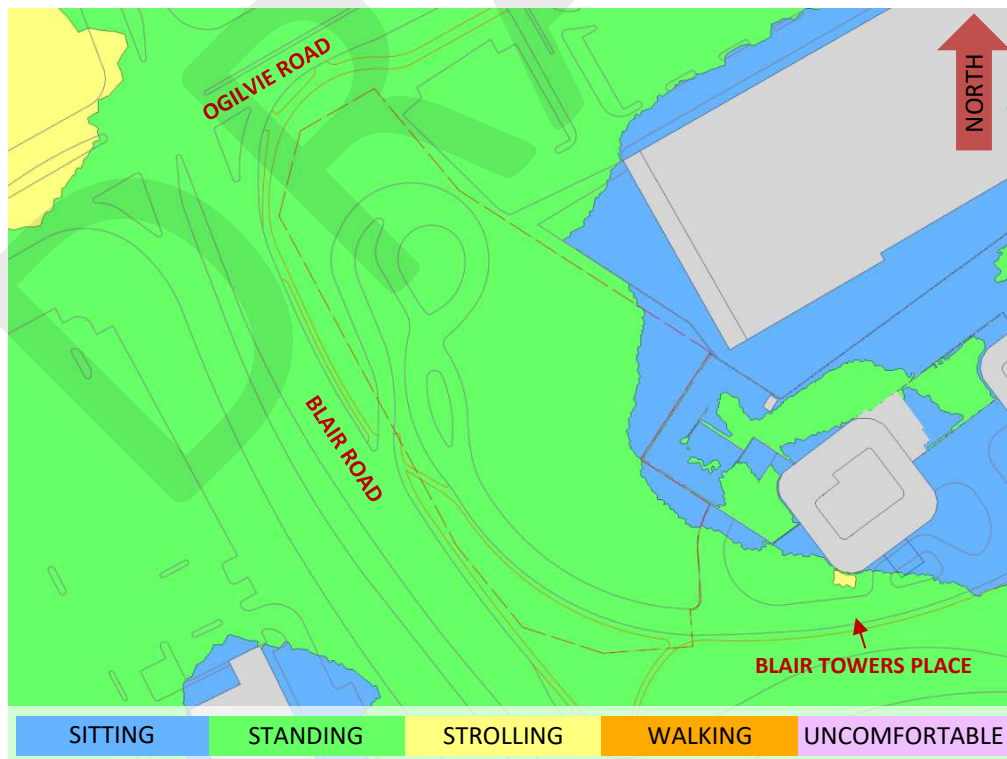 OGILVIE ROAD
NORTH
BLAIR ROAD
BLAIR TOWERS PLACE
SITTING
STANDING
STROLLING
WALKING
UNCOMFORTABLE